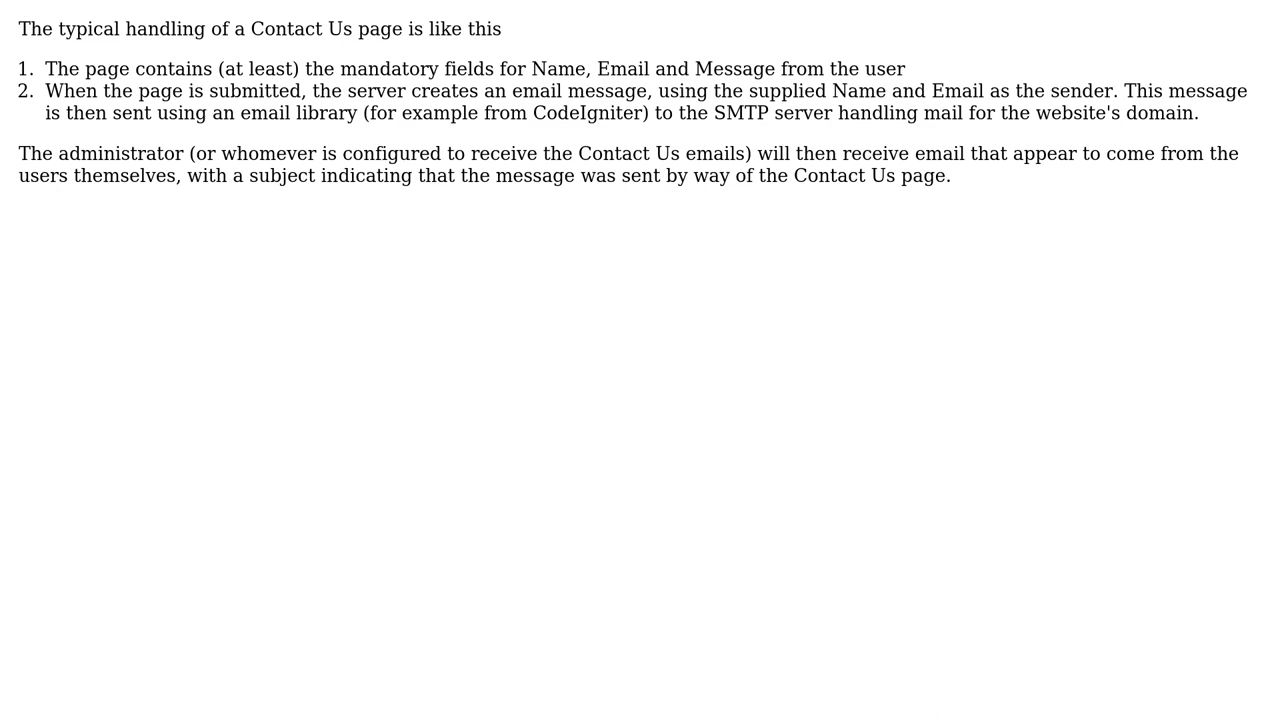 The typical handling of a Contact Us page is like this
1. The page contains (at least) the mandatory fields for Name, Email and Message from the user
2. When the page is submitted, the server creates an email message, using the supplied Name and Email as the sender. This message
is then sent using an email library (for example from CodeIgniter) to the SMTP server handling mail for the website's domain.
The administrator (or whomever is configured to receive the Contact Us emails) will then receive email that appear to come from the
users themselves, with a subject indicating that the message was sent by way of the Contact Us page.